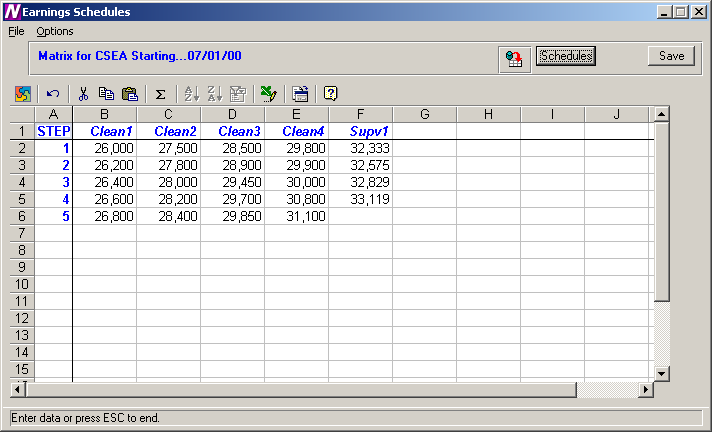 N Earnings Schedules
File Options
Matrix for CSEA Starting...07/01/00 Schedules Save
Σ A Z Z A ?
A B C D E F G H I J
1 STEP Clean1 Clean2 Clean3 Clean4 Supv1
2 1 26,000 27,500 28,500 29,800 32,333
3 2 26,200 27,800 28,900 29,900 32,575
4 3 26,400 28,000 29,450 30,000 32,829
5 4 26,600 28,200 29,700 30,800 33,119
6 5 26,800 28,400 29,850 31,100
7
8
9
10
11
12
13
14
15
Enter data or press ESC to end.